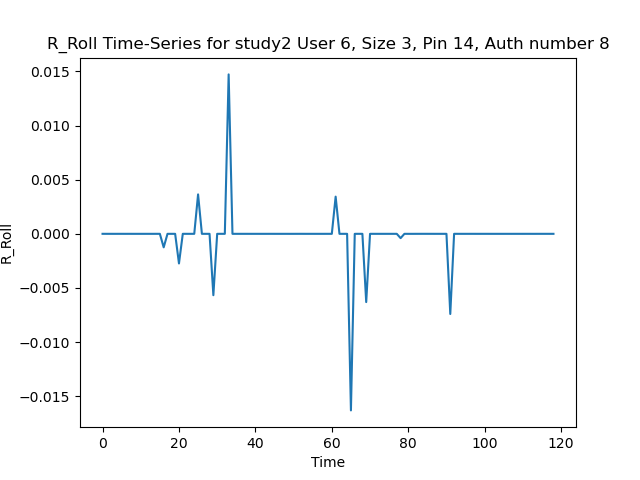 R_Roll Time-Series for study2 User 6, Size 3, Pin 14, Auth number 8
0.015
0.010
0.005
0.000
−0.005
−0.010
−0.015
R_Roll
0 20 40 60 80 100 120
Time